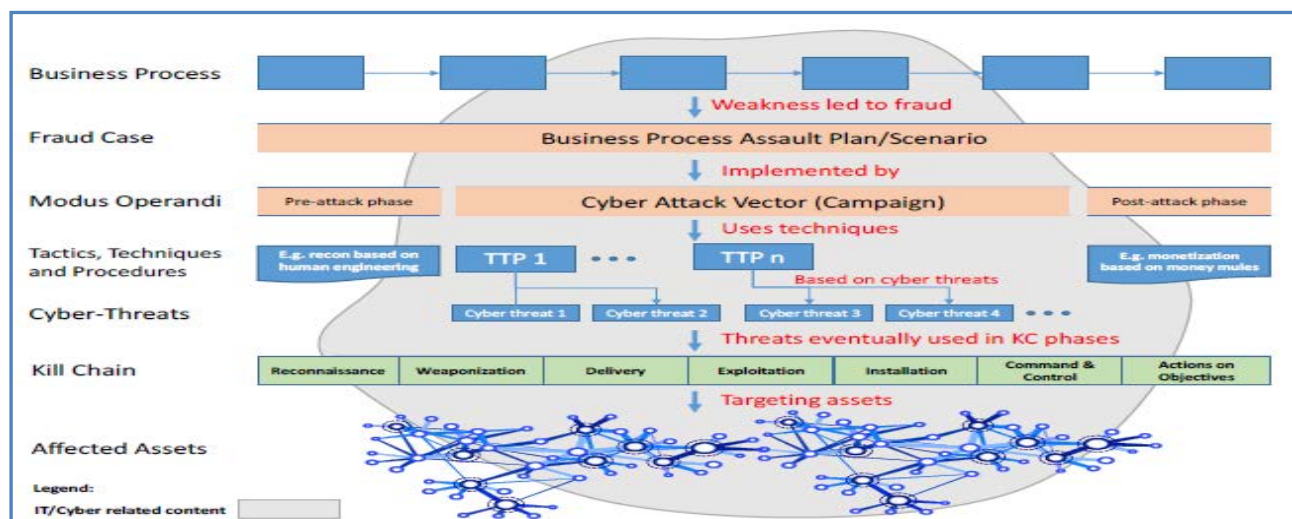 Business Process
Weakness led to fraud
Fraud Case
Business Process Assault Plan/Scenario
Implemented by
Modus Operandi
Pre-attack phase
Cyber Attack Vector (Campaign)
Post-attack phase
Uses techniques
Tactics, Techniques
and Procedures
E.g. recon based on
human engineering
TTP 1
TTP n
E.g. monetization
based on money mules
Based on cyber threats
Cyber-Threats
Cyber threat 1
Cyber threat 2
Cyber threat 3
Cyber threat 4
Threats eventually used in KC phases
Kill Chain
Reconnaissance
Weaponization
Delivery
Exploitation
Installation
Command &
Control
Actions on
Objectives
Targeting assets
Affected Assets
Legend:
IT/Cyber related content